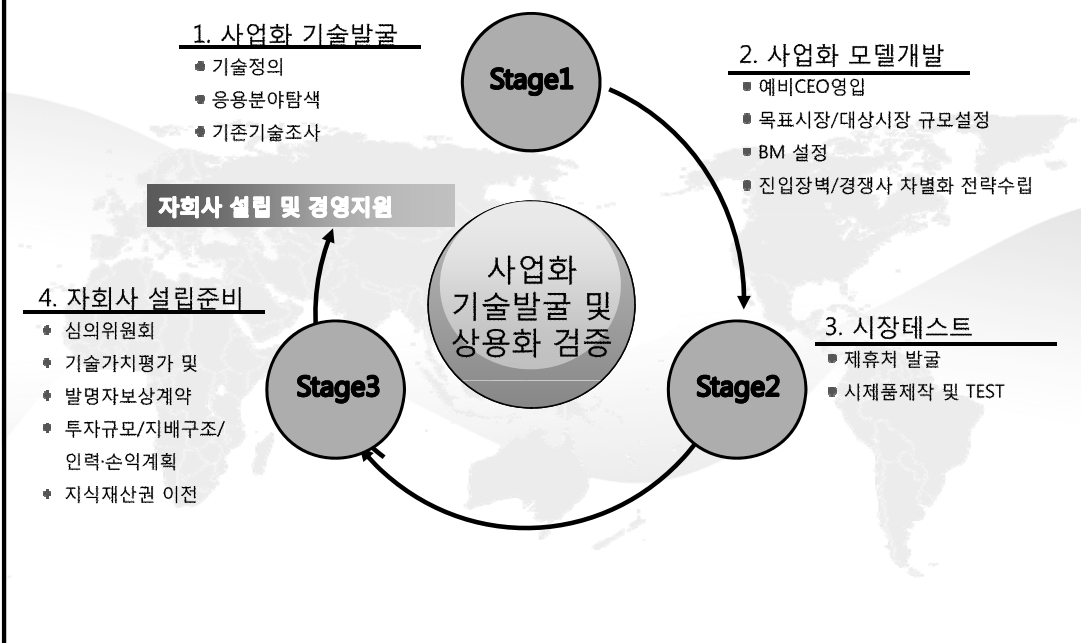 1. 사업화 기술발굴
기술정의
응용분야탐색
기존기술조사
Stage1
2. 사업화 모델개발
예비CEO영입
목표시장/대상시장 규모설정
BM 설정
진입장벽/경쟁사 차별화 전략수립
자회사 설립 및 경영지원
사업화
기술발굴 및
상용화 검증
4. 자회사 설립준비
심의위원회
기술가치평가 및
발명자보상계약
투자규모/지배구조/
인력·손익계획
지식재산권 이전
Stage3
Stage2
3. 시장테스트
제휴처 발굴
시제품제작 및 TEST